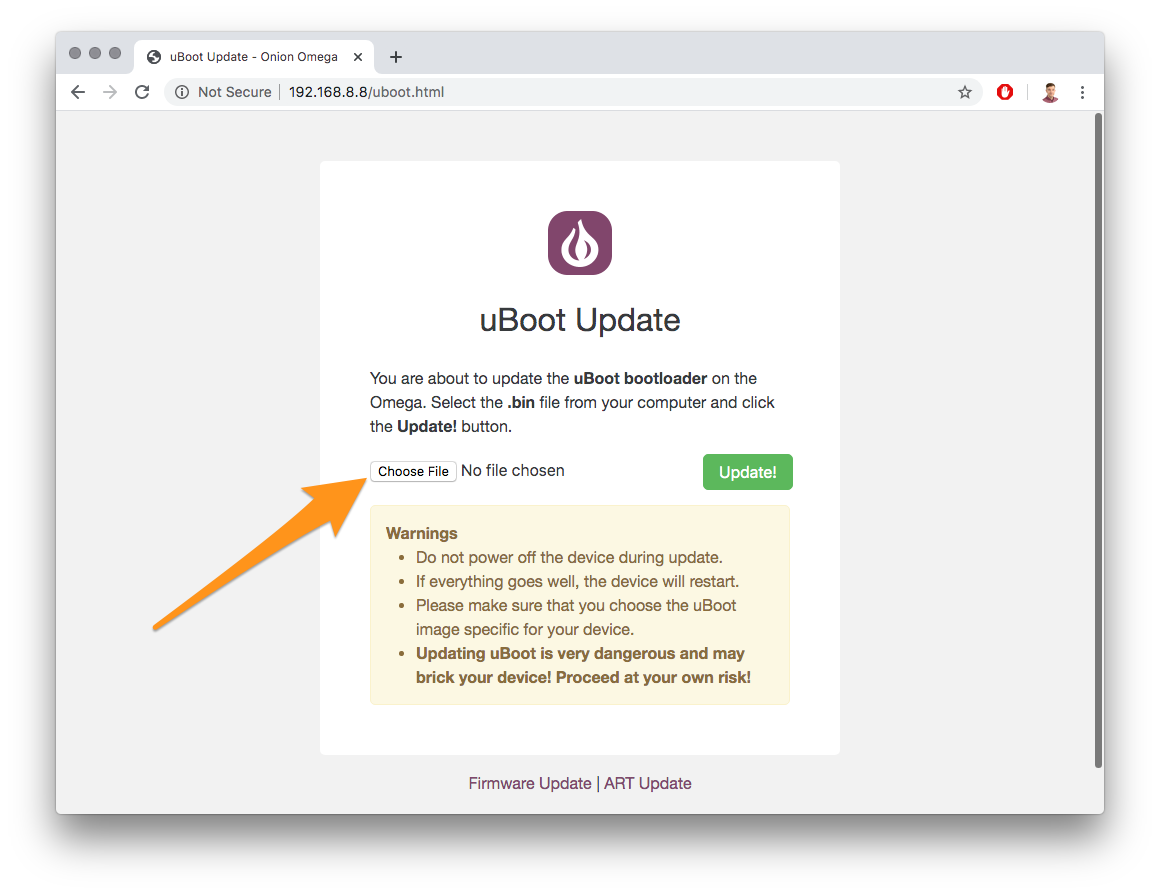 uBoot Update - Onion Omega
Not Secure | 192.168.8.8/uboot.html
uBoot Update
You are about to update the uBoot bootloader on the
Omega. Select the .bin file from your computer and click
the Update! button.
Choose File No file chosen Update!
Warnings
• Do not power off the device during update.
• If everything goes well, the device will restart.
• Please make sure that you choose the uBoot
image specific for your device.
• Updating uBoot is very dangerous and may
brick your device! Proceed at your own risk!
Firmware Update | ART Update